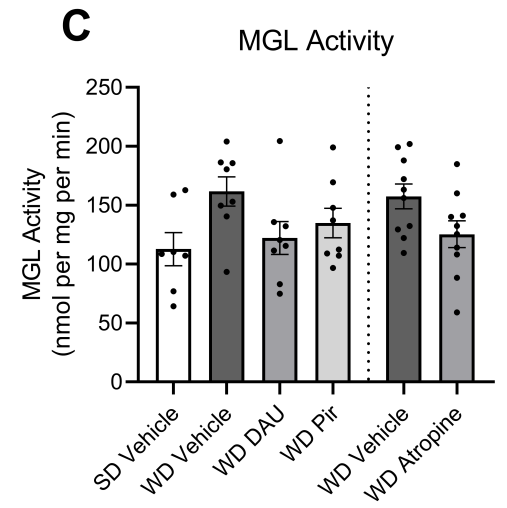 C
MGL Activity
MGL Activity
(nmol per mg per min)
250
200
150
100
50
0
SD Vehicle
WD Vehicle
WD DAU
WD Pir
WD Vehicle
WD Atropine